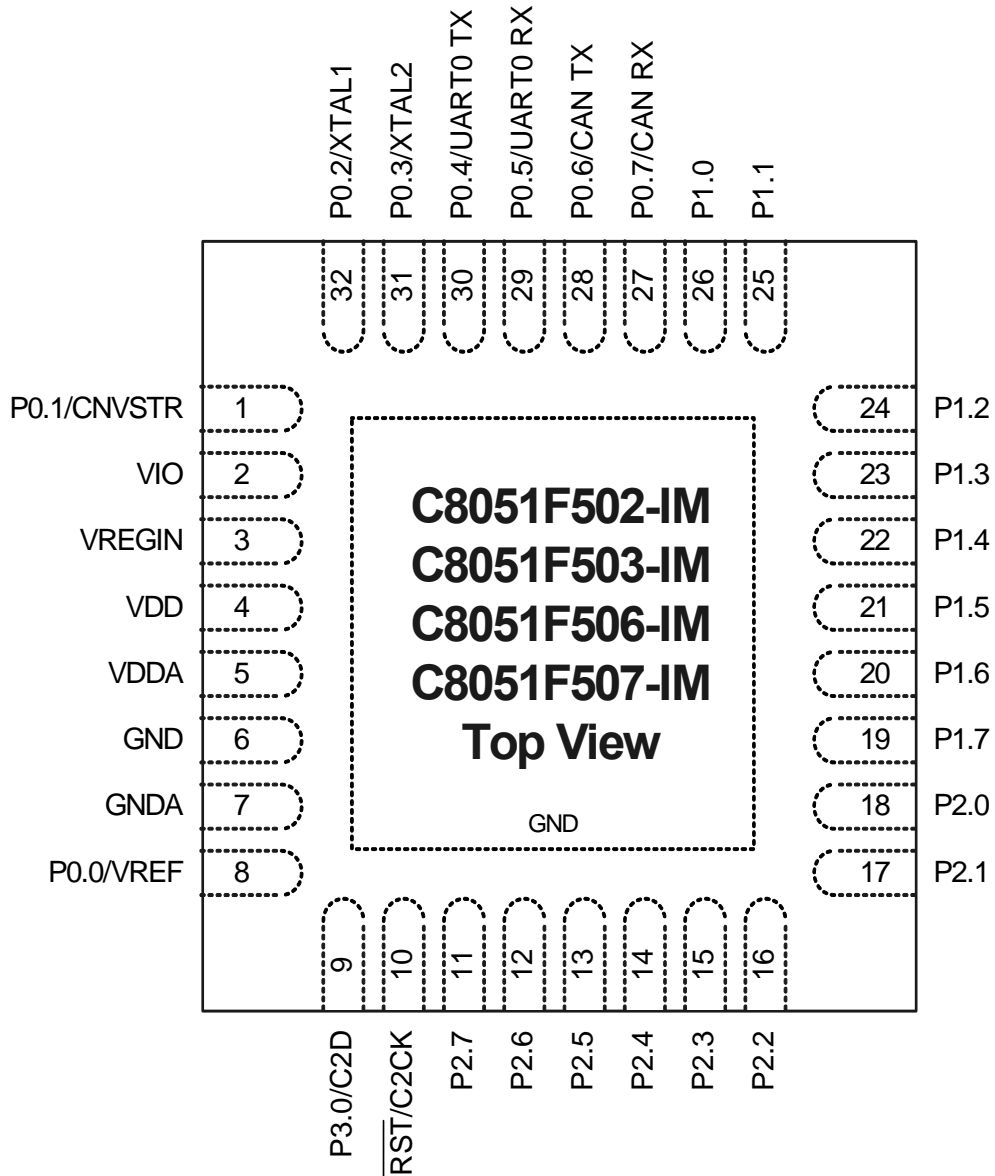 P0.2/XTAL1
P0.3/XTAL2
P0.4/UART0 TX
P0.5/UART0 RX
P0.6/CAN TX
P0.7/CAN RX
P1.0
P1.1
32
31
30
29
28
27
26
25
P0.1/CNVSTR
1
VIO
2
VREGIN
3
VDD
4
VDDA
5
GND
6
GNDA
7
P0.0/VREF
8
C8051F502-IM
C8051F503-IM
C8051F506-IM
C8051F507-IM
Top View
GND
24
P1.2
23
P1.3
22
P1.4
21
P1.5
20
P1.6
19
P1.7
18
P2.0
17
P2.1
9
10
11
12
13
14
15
16
P3.0/C2D
RST/C2CK
P2.7
P2.6
P2.5
P2.4
P2.3
P2.2